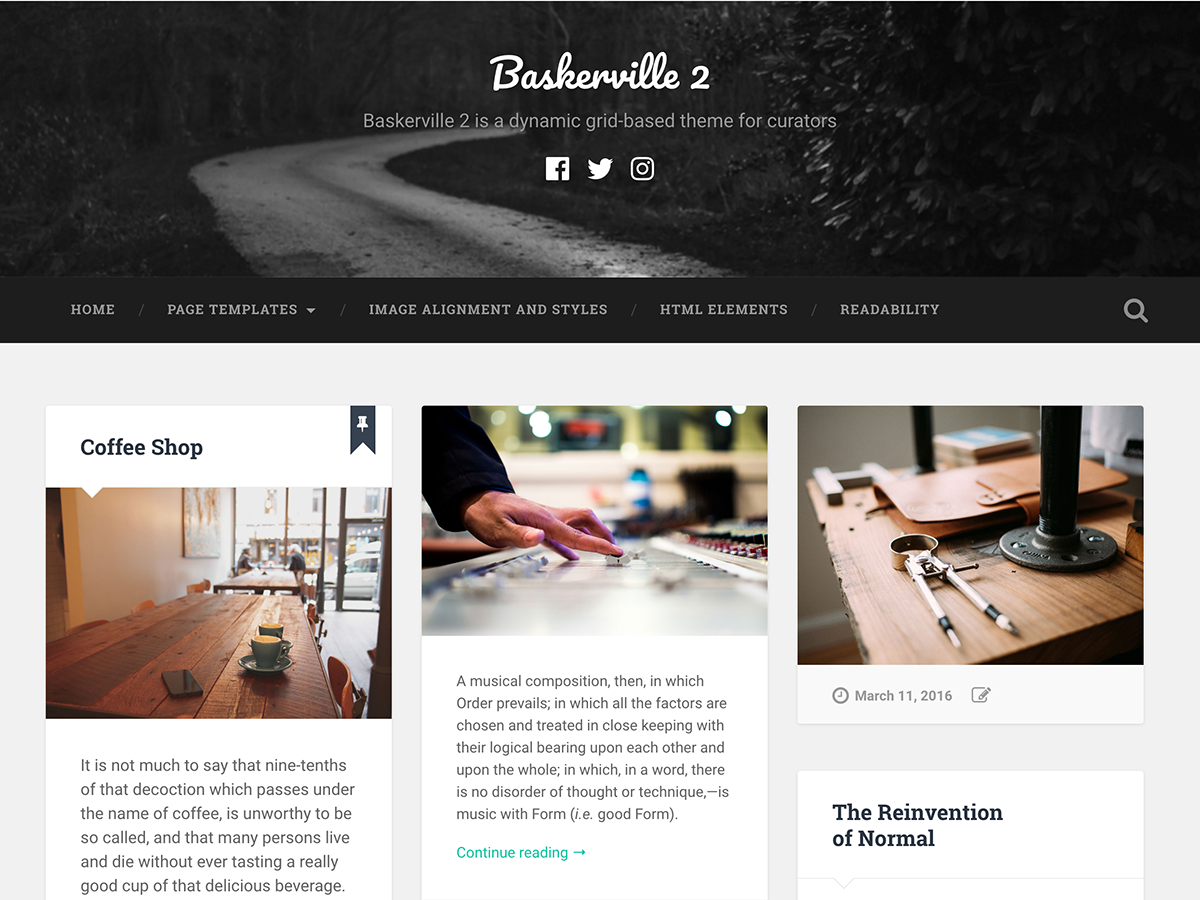 Baskerville 2
Baskerville 2 is a dynamic grid-based theme for curators
HOME / PAGE TEMPLATES / IMAGE ALIGNMENT AND STYLES / HTML ELEMENTS / READABILITY
Coffee Shop
It is not much to say that nine-tenths
of that decoction which passes under
the name of coffee, is unworthy to be
so called, and that many persons live
and die without ever tasting a really
good cup of that delicious beverage.
A musical composition, then, in which
Order prevails; in which all the factors are
chosen and treated in close keeping with
their logical bearing upon each other and
upon the whole; in which, in a word, there
is no disorder of thought or technique,—is
music with Form (i.e. good Form).
Continue reading →
March 11, 2016
The Reinvention
of Normal